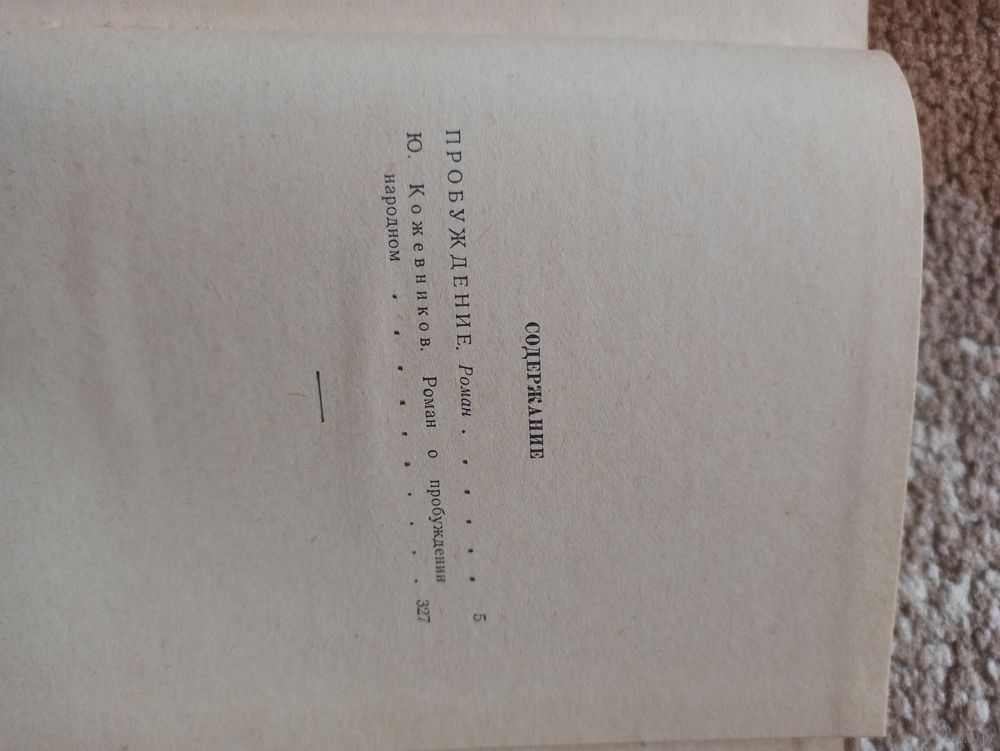 СОДЕРЖАНИЕ
ПРОБУЖДЕНИЕ. Роман . . . . . . 5
Ю. Кожевников. Роман о пробуждении
народном . . . . . . . . . . 327